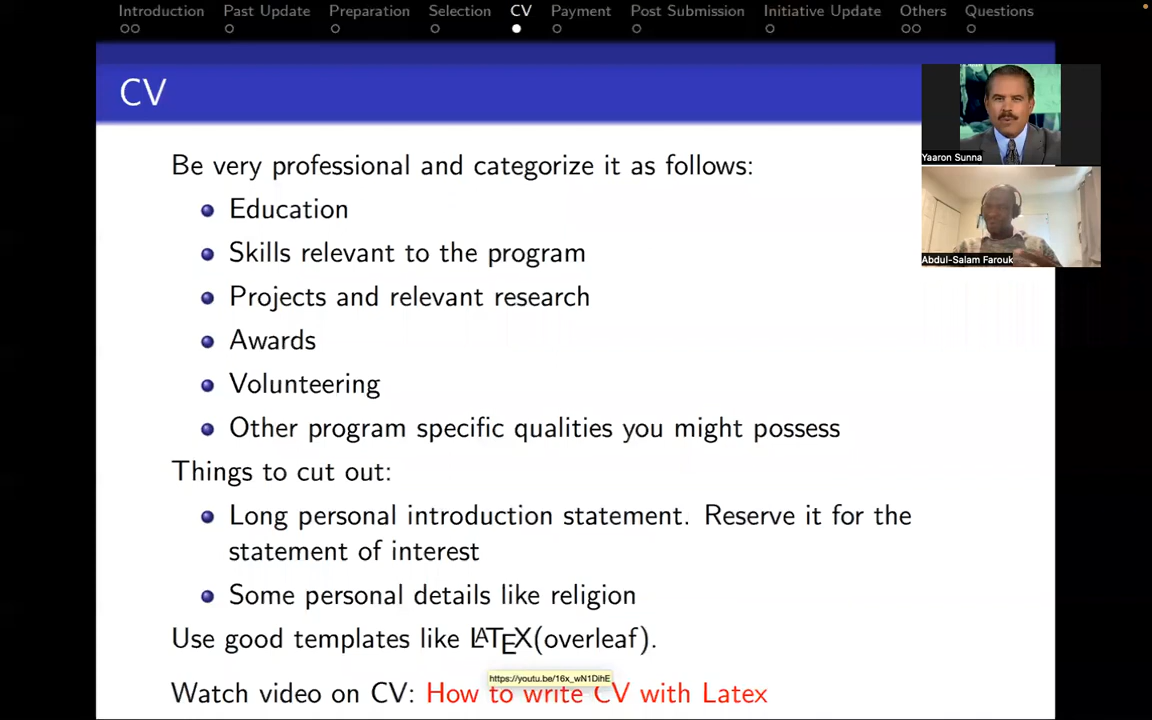 Introduction Past Update Preparation Selection CV Payment Post Submission Initiative Update Others Questions
CV
Yaaron Sunna
Abdul-Salam Farouk
Be very professional and categorize it as follows:
Education
Skills relevant to the program
Projects and relevant research
Awards
Volunteering
Other program specific qualities you might possess
Things to cut out:
Long personal introduction statement. Reserve it for the
statement of interest
Some personal details like religion
Use good templates like LATEX(overleaf).
https://youtu.be/16x_wN1DihE
Watch video on CV: How to write CV with Latex